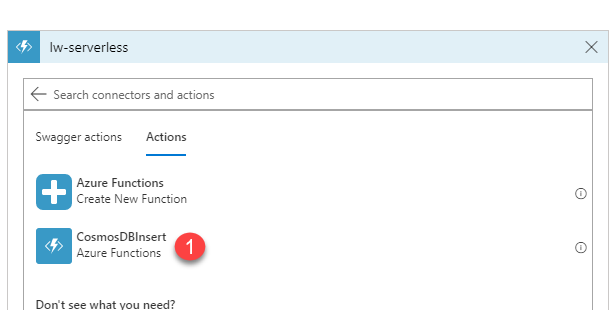 lw-serverless
Search connectors and actions
Swagger actions Actions
Azure Functions
Create New Function
CosmosDBInsert
Azure Functions
1
Don't see what you need?